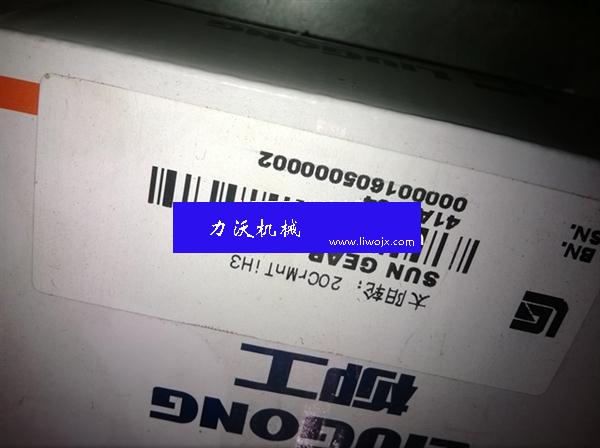 LIUGONG
柳工
太阳轮: 20CrMnTiH3
SUN GEAR
000001605000002
BN.
SN.
LIUGONG
力沃机械
www.liwojx.com